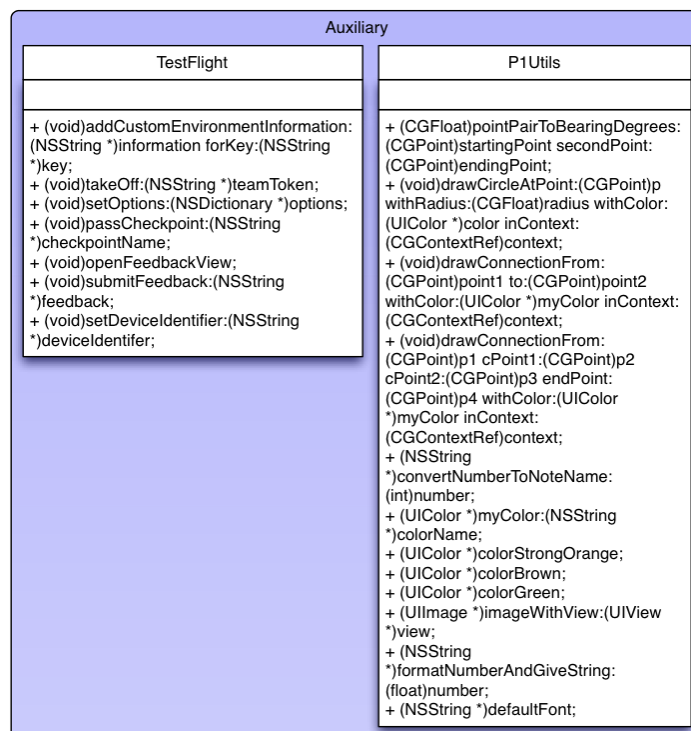 Auxiliary
TestFlight
+ (void)addCustomEnvironmentInformation:
(NSString *)information forKey:(NSString
*)key;
+ (void)takeOff:(NSString *)teamToken;
+ (void)setOptions:(NSDictionary *)options;
+ (void)passCheckpoint:(NSString
*)checkpointName;
+ (void)openFeedbackView;
+ (void)submitFeedback:(NSString
*)feedback;
+ (void)setDeviceIdentifier:(NSString
*)deviceIdentifer;
P1Utils
+ (CGFloat)pointPairToBearingDegrees:
(CGPoint)startingPoint secondPoint:
(CGPoint)endingPoint;
+ (void)drawCircleAtPoint:(CGPoint)p
withRadius:(CGFloat)radius withColor:
(UIColor *)color inContext:
(CGContextRef)context;
+ (void)drawConnectionFrom:
(CGPoint)point1 to:(CGPoint)point2
withColor:(UIColor *)myColor inContext:
(CGContextRef)context;
+ (void)drawConnectionFrom:
(CGPoint)p1 cPoint1:(CGPoint)p2
cPoint2:(CGPoint)p3 endPoint:
(CGPoint)p4 withColor:(UIColor
*)myColor inContext:
(CGContextRef)context;
+ (NSString
*)convertNumberToNoteName:
(int)number;
+ (UIColor *)myColor:(NSString
*)colorName;
+ (UIColor *)colorStrongOrange;
+ (UIColor *)colorBrown;
+ (UIColor *)colorGreen;
+ (UIImage *)imageWithView:(UIView
*)view;
+ (NSString
*)formatNumberAndGiveString:
(float)number;
+ (NSString *)defaultFont;